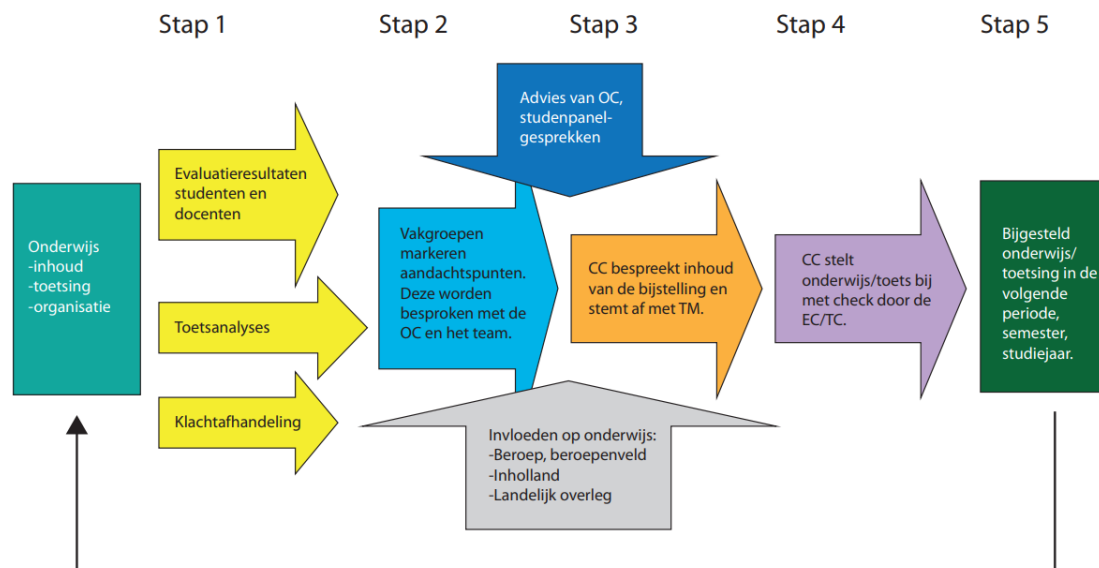 Stap 1
Stap 2
Stap 3
Stap 4
Stap 5
Onderwijs
-inhoud
-toetsing
-organisatie
Evaluatieresultaten
studenten en
docenten
Toetsanalyses
Klachtafhandeling
Vakgroepen
markeren
aandachtspunten.
Deze worden
besproken met de
OC en het team.
Advies van OC,
studenpanel-
gesprekken
CC bespreekt inhoud
van de bijstelling en
stemt af met TM.
Invloeden op onderwijs:
-Beroep, beroepenveld
-Inholland
-Landelijk overleg
CC stelt
onderwijs/toets bij
met check door de
EC/TC.
Bijgesteld
onderwijs/
toetsing in de
volgende
periode,
semester,
studiejaar.